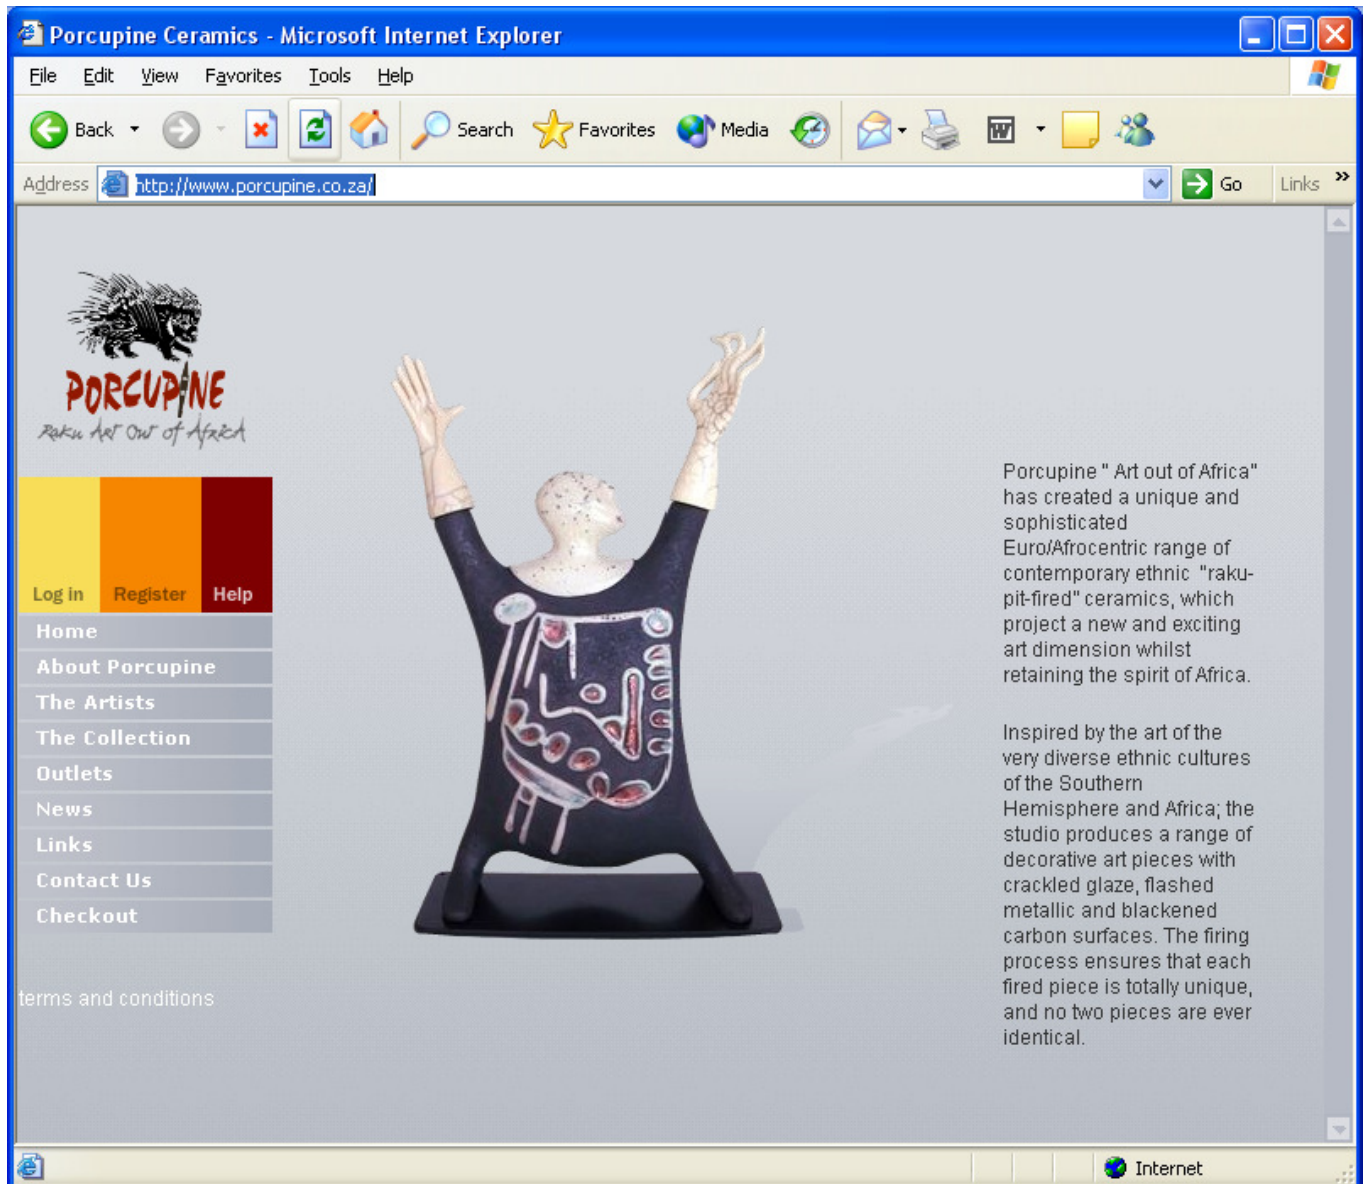 Porcupine Ceramics - Microsoft Internet Explorer
File Edit View Favorites Tools Help
Back Search Favorites Media
Address http://www.porcupine.co.za/ Go Links »
PORCUPINE
Raku Art Out of Africa
Log in Register Help
Home
About Porcupine
The Artists
The Collection
Outlets
News
Links
Contact Us
Checkout
terms and conditions
Porcupine " Art out of Africa"
has created a unique and
sophisticated
Euro/Afrocentric range of
contemporary ethnic "raku-
pit-fired" ceramics, which
project a new and exciting
art dimension whilst
retaining the spirit of Africa.
Inspired by the art of the
very diverse ethnic cultures
of the Southern
Hemisphere and Africa; the
studio produces a range of
decorative art pieces with
crackled glaze, flashed
metallic and blackened
carbon surfaces. The firing
process ensures that each
fired piece is totally unique,
and no two pieces are ever
identical.
Internet